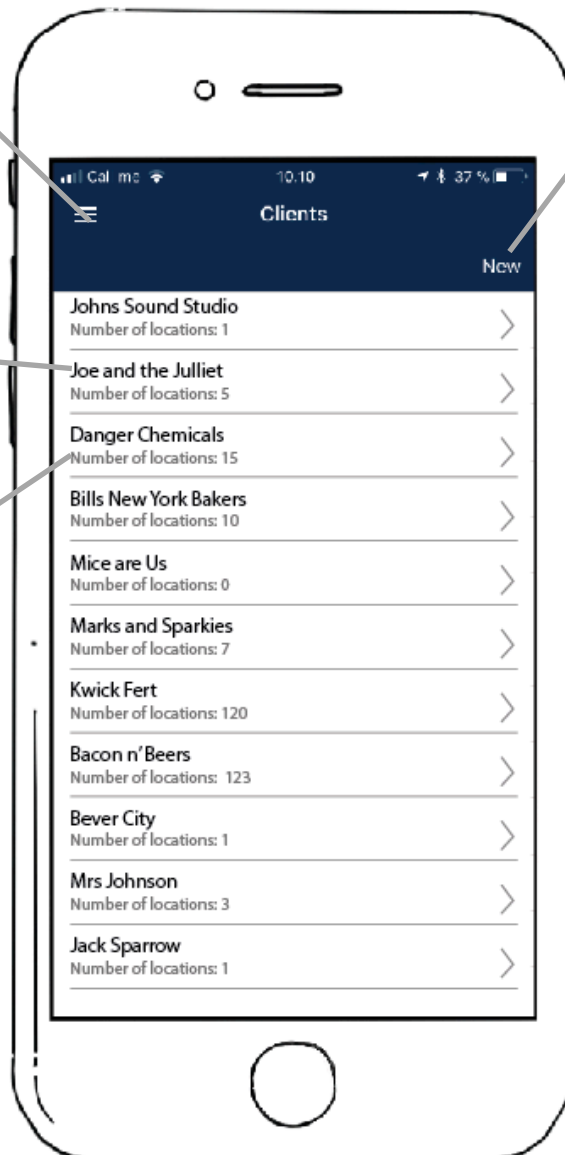 Cal me 10.10 37 %
Clients
New
Johns Sound Studio
Number of locations: 1
Joe and the Julliet
Number of locations: 5
Danger Chemicals
Number of locations: 15
Bills New York Bakers
Number of locations: 10
Mice are Us
Number of locations: 0
Marks and Sparkies
Number of locations: 7
Kwick Fert
Number of locations: 120
Bacon n' Beers
Number of locations: 123
Bever City
Number of locations: 1
Mrs Johnson
Number of locations: 3
Jack Sparrow
Number of locations: 1